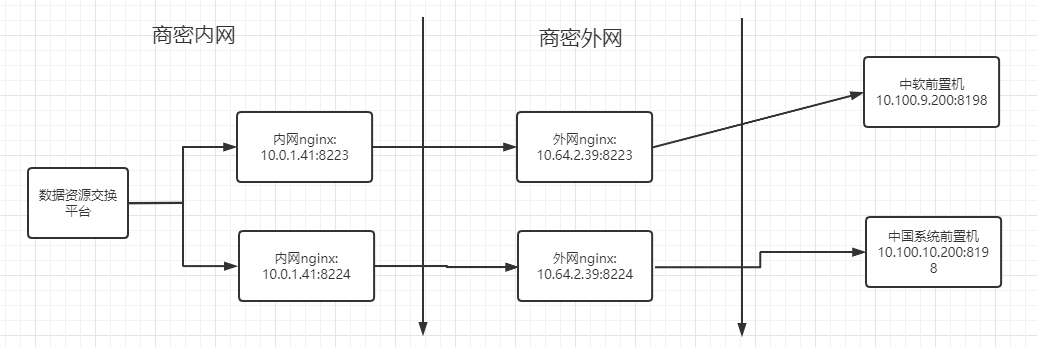 商密内网
商密外网
中软前置机
10.100.9.200:8198
内网nginx:
10.0.1.41:8223
外网nginx:
10.64.2.39:8223
数据资源交换
平台
内网nginx:
10.0.1.41:8224
外网nginx:
10.64.2.39:8224
中国系统前置机
10.100.10.200:819
8